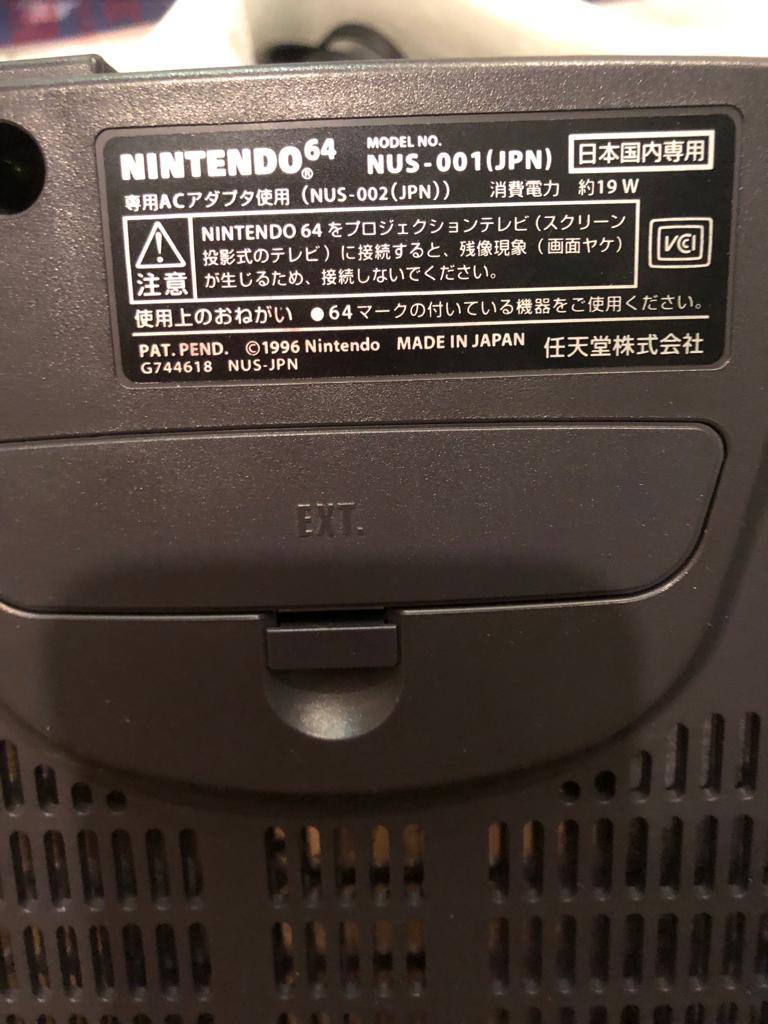 NINTENDO64® MODEL NO. NUS-001(JPN) 日本国内専用
専用ACアダプタ使用（NUS-002(JPN)） 消費電力 約19W
注意
NINTENDO 64をプロジェクションテレビ（スクリーン
投影式のテレビ）に接続すると、残像現象（画面ヤケ）
が生じるため、接続しないでください。
VCI
使用上のおねがい ●64マークの付いている機器をご使用ください。
PAT. PEND. ©1996 Nintendo MADE IN JAPAN 任天堂株式会社
G744618 NUS-JPN
EXT.